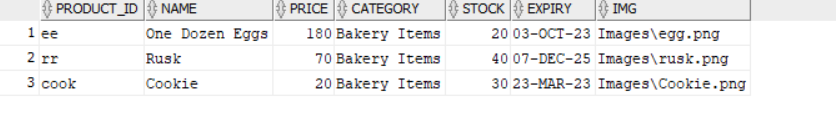 PRODUCT_ID NAME PRICE CATEGORY STOCK EXPIRY IMG
1 ee One Dozen Eggs 180 Bakery Items 20 03-OCT-23 Images\egg.png
2 rr Rusk 70 Bakery Items 40 07-DEC-25 Images\rusk.png
3 cook Cookie 20 Bakery Items 30 23-MAR-23 Images\Cookie.png